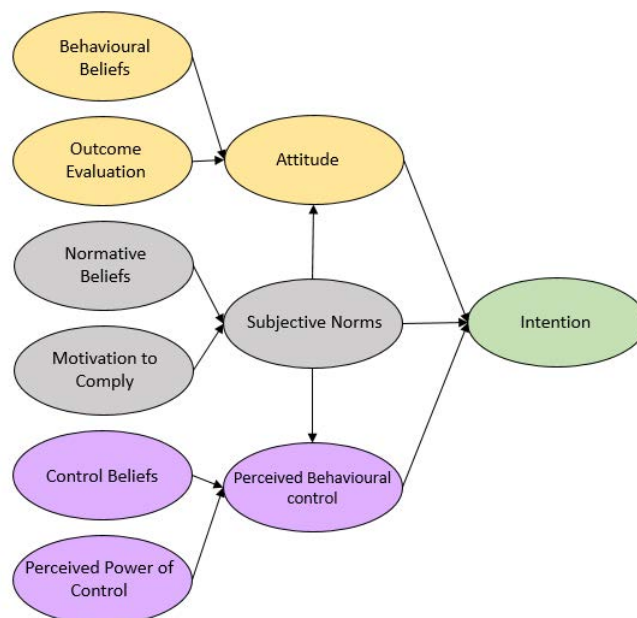 Behavioural
Beliefs
Outcome
Evaluation
Attitude
Normative
Beliefs
Subjective Norms
Intention
Motivation to
Comply
Control Beliefs
Perceived Behavioural
control
Perceived Power of
Control